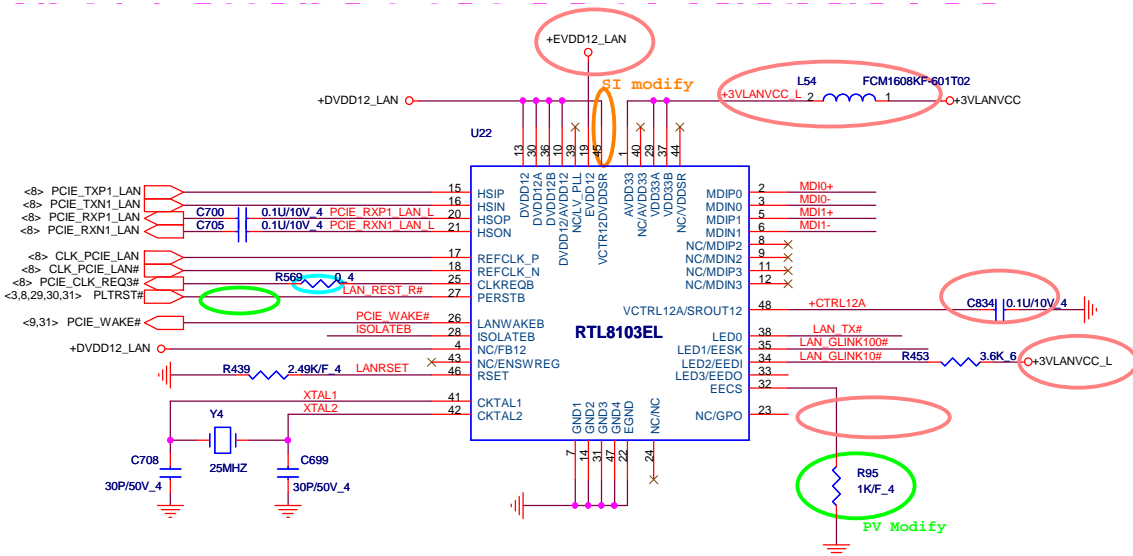 +EVDD12_LAN
SI modify
L54 FCM1608KF-601T02
+DVDD12_LAN
+3VLANVCC_L 2 1 +3VLANVCC
U22
13 30 36 10 39 19 45 1 40 29 37 44
DVDD12
DVDD12A
DVDD12B
DVDD12/AVDD12
NC/LV_PLL
EVDD12
VCTR12DVDDSR
AVDD33
NC/AVDD33
VDD33A
VDD33B
NC/VDDSR
<8> PCIE_TXP1_LAN 15 HSIP
<8> PCIE_TXN1_LAN 16 HSIN
<8> PCIE_RXP1_LAN C700 0.1U/10V_4 PCIE_RXP1_LAN_L 20 HSOP
<8> PCIE_RXN1_LAN C705 0.1U/10V_4 PCIE_RXN1_LAN_L 21 HSON
<8> CLK_PCIE_LAN 17 REFCLK_P
<8> CLK_PCIE_LAN# 18 REFCLK_N
<8> PCIE_CLK_REQ3# R569 0_4 25 CLKREQB
<3,8,29,30,31> PLTRST# LAN_REST_R# 27 PERSTB
<9,31> PCIE_WAKE# PCIE_WAKE# 26 LANWAKEB
ISOLATEB 28 ISOLATEB
+DVDD12_LAN 4 NC/FB12
43 NC/ENSWREG
R439 2.49K/F_4 LANRSET 46 RSET
XTAL1 41 CKTAL1
XTAL2 42 CKTAL2
Y4
25MHZ
C708
30P/50V_4
C699
30P/50V_4
RTL8103EL
MDIP0 2 MDI0+
MDIN0 3 MDI0-
MDIP1 5 MDI1+
MDIN1 6 MDI1-
NC/MDIP2 8
NC/MDIN2 9
NC/MDIP3 11
NC/MDIN3 12
VCTRL12A/SROUT12 48 +CTRL12A C834 0.1U/10V_4
LED0 38 LAN_TX#
LED1/EESK 35 LAN_GLINK100#
LED2/EEDI 34 LAN_GLINK10# R453 3.6K_6 +3VLANVCC_L
LED3/EEDO 33
EECS 32
NC/GPO 23
GND1
GND2
GND3
GND4
EGND
NC/NC
7 14 31 47 22 24
R95
1K/F_4
PV Modify